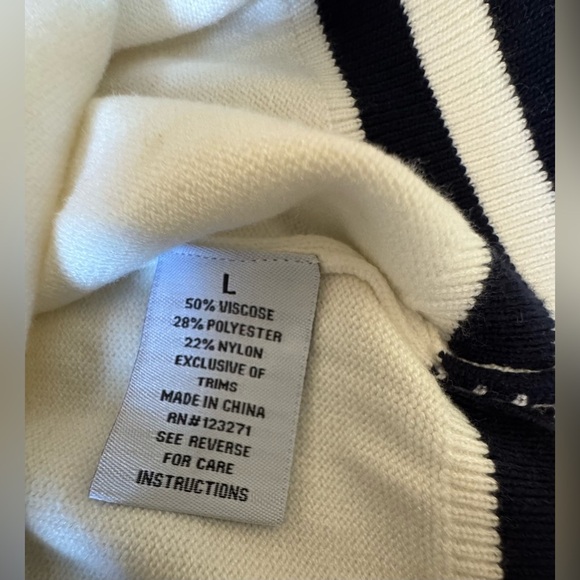 L
50% VISCOSE
28% POLYESTER
22% NYLON
EXCLUSIVE OF
TRIMS
MADE IN CHINA
RN#123271
SEE REVERSE
FOR CARE
INSTRUCTIONS